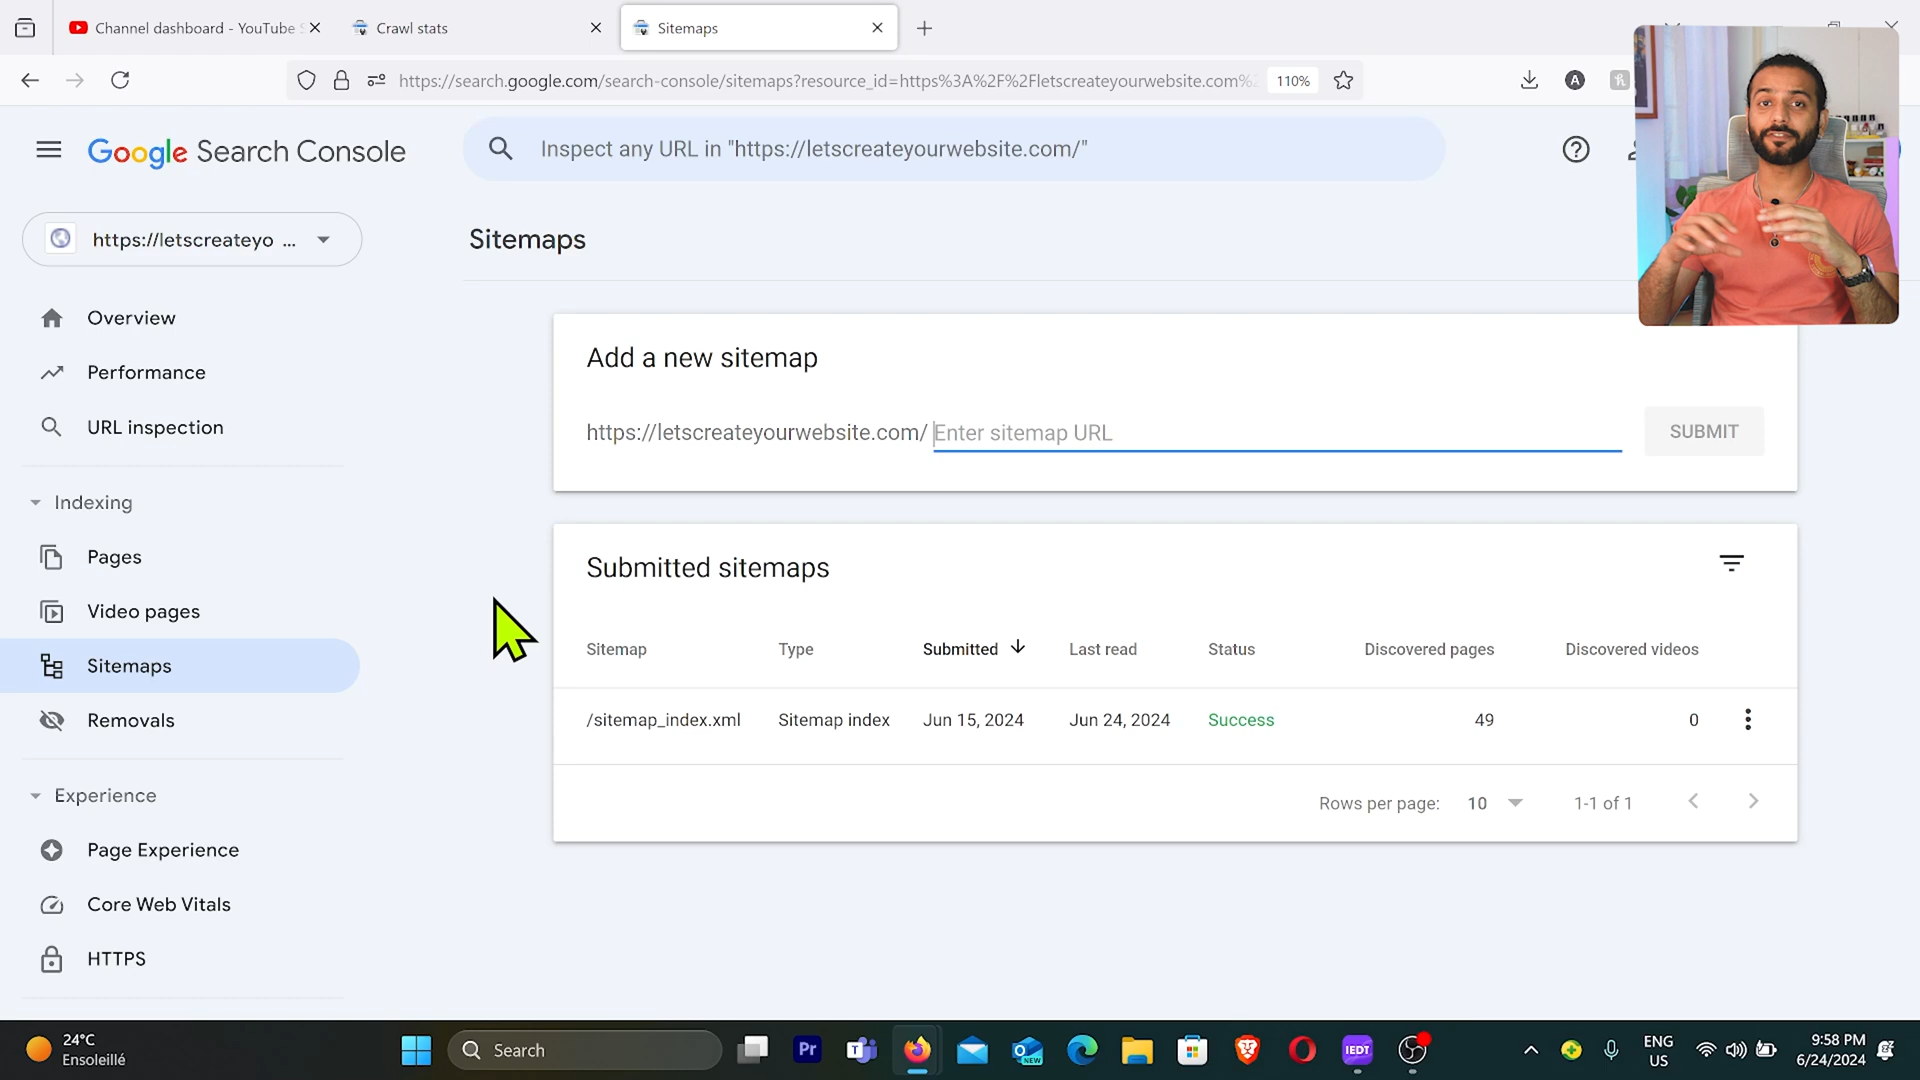 Channel dashboard - YouTube S
Crawl stats
Sitemaps
https://search.google.com/search-console/sitemaps?resource_id=https%3A%2F%2Fletscreateyourwebsite.com%2
110%
A
Google Search Console
Inspect any URL in "https://letscreateyourwebsite.com/"
https://letscreateyo ...
Sitemaps
Overview
Performance
URL inspection
Indexing
Pages
Video pages
Sitemaps
Removals
Experience
Page Experience
Core Web Vitals
HTTPS
Add a new sitemap
https://letscreateyourwebsite.com/ Enter sitemap URL
SUBMIT
Submitted sitemaps
Sitemap Type Submitted Last read Status Discovered pages Discovered videos
/sitemap_index.xml Sitemap index Jun 15, 2024 Jun 24, 2024 Success 49 0
Rows per page: 10 1-1 of 1
24°C
Ensoleillé
Search
Pr
T
NEW
IEDT
ENG
US
9:58 PM
6/24/2024